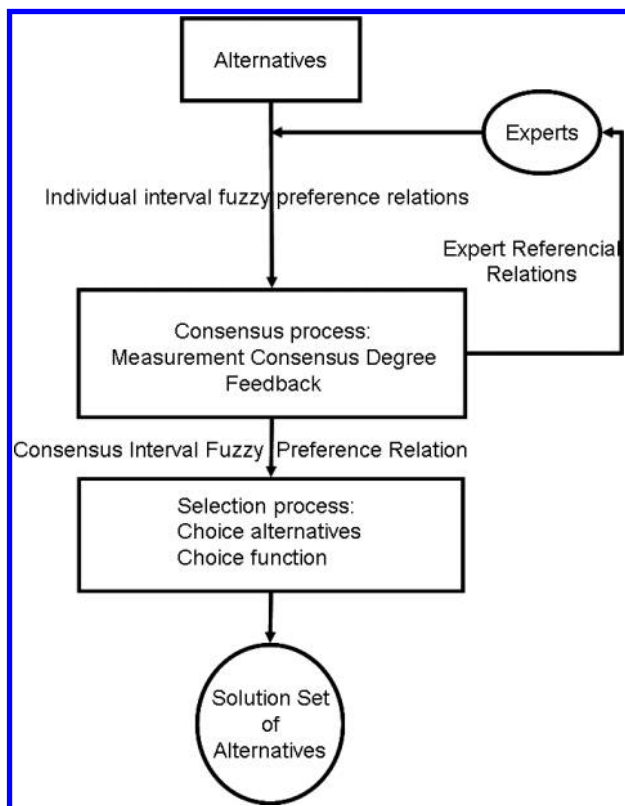 Alternatives
Experts
Individual interval fuzzy preference relations
Expert Referencial
Relations
Consensus process:
Measurement Consensus Degree
Feedback
Consensus Interval Fuzzy Preference Relation
Selection process:
Choice alternatives
Choice function
Solution Set
of
Alternatives